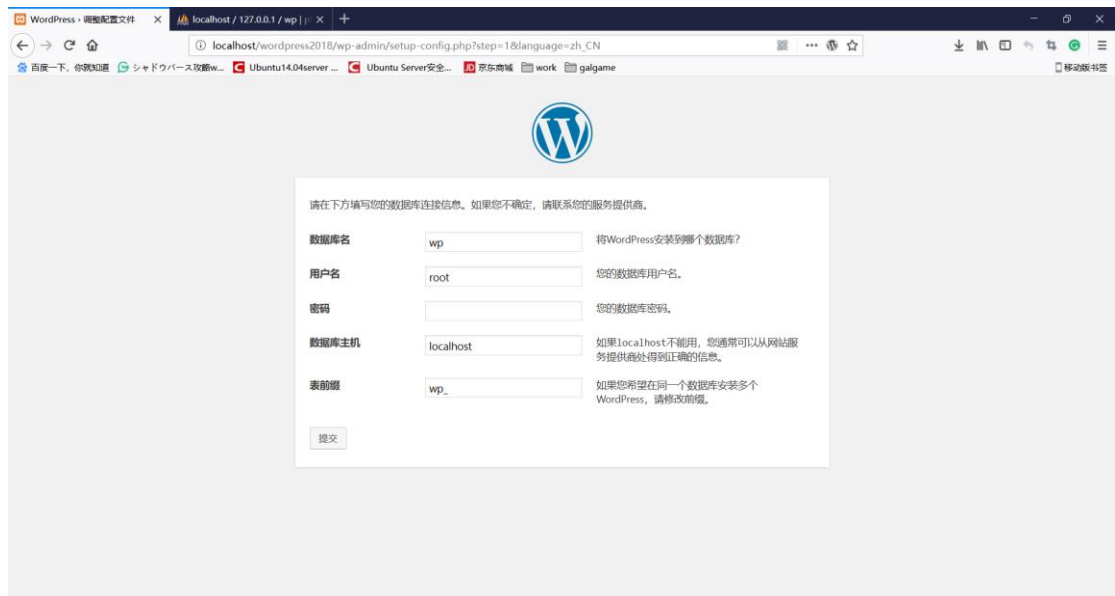 WordPress › 调整配置文件
localhost / 127.0.0.1 / wp | p
localhost/wordpress2018/wp-admin/setup-config.php?step=1&language=zh_CN
百度一下，你就知道 シャドウバース攻略w... Ubuntu14.04server ... Ubuntu Server安全... 京东商城 work galgame 移动版书签
请在下方填写您的数据库连接信息。如果您不确定，请联系您的服务提供商。
数据库名 wp 将WordPress安装到哪个数据库？
用户名 root 您的数据库用户名。
密码 您的数据库密码。
数据库主机 localhost 如果localhost不能用，您通常可以从网站服
务提供商处得到正确的信息。
表前缀 wp_ 如果您希望在同一个数据库安装多个
WordPress，请修改前缀。
提交